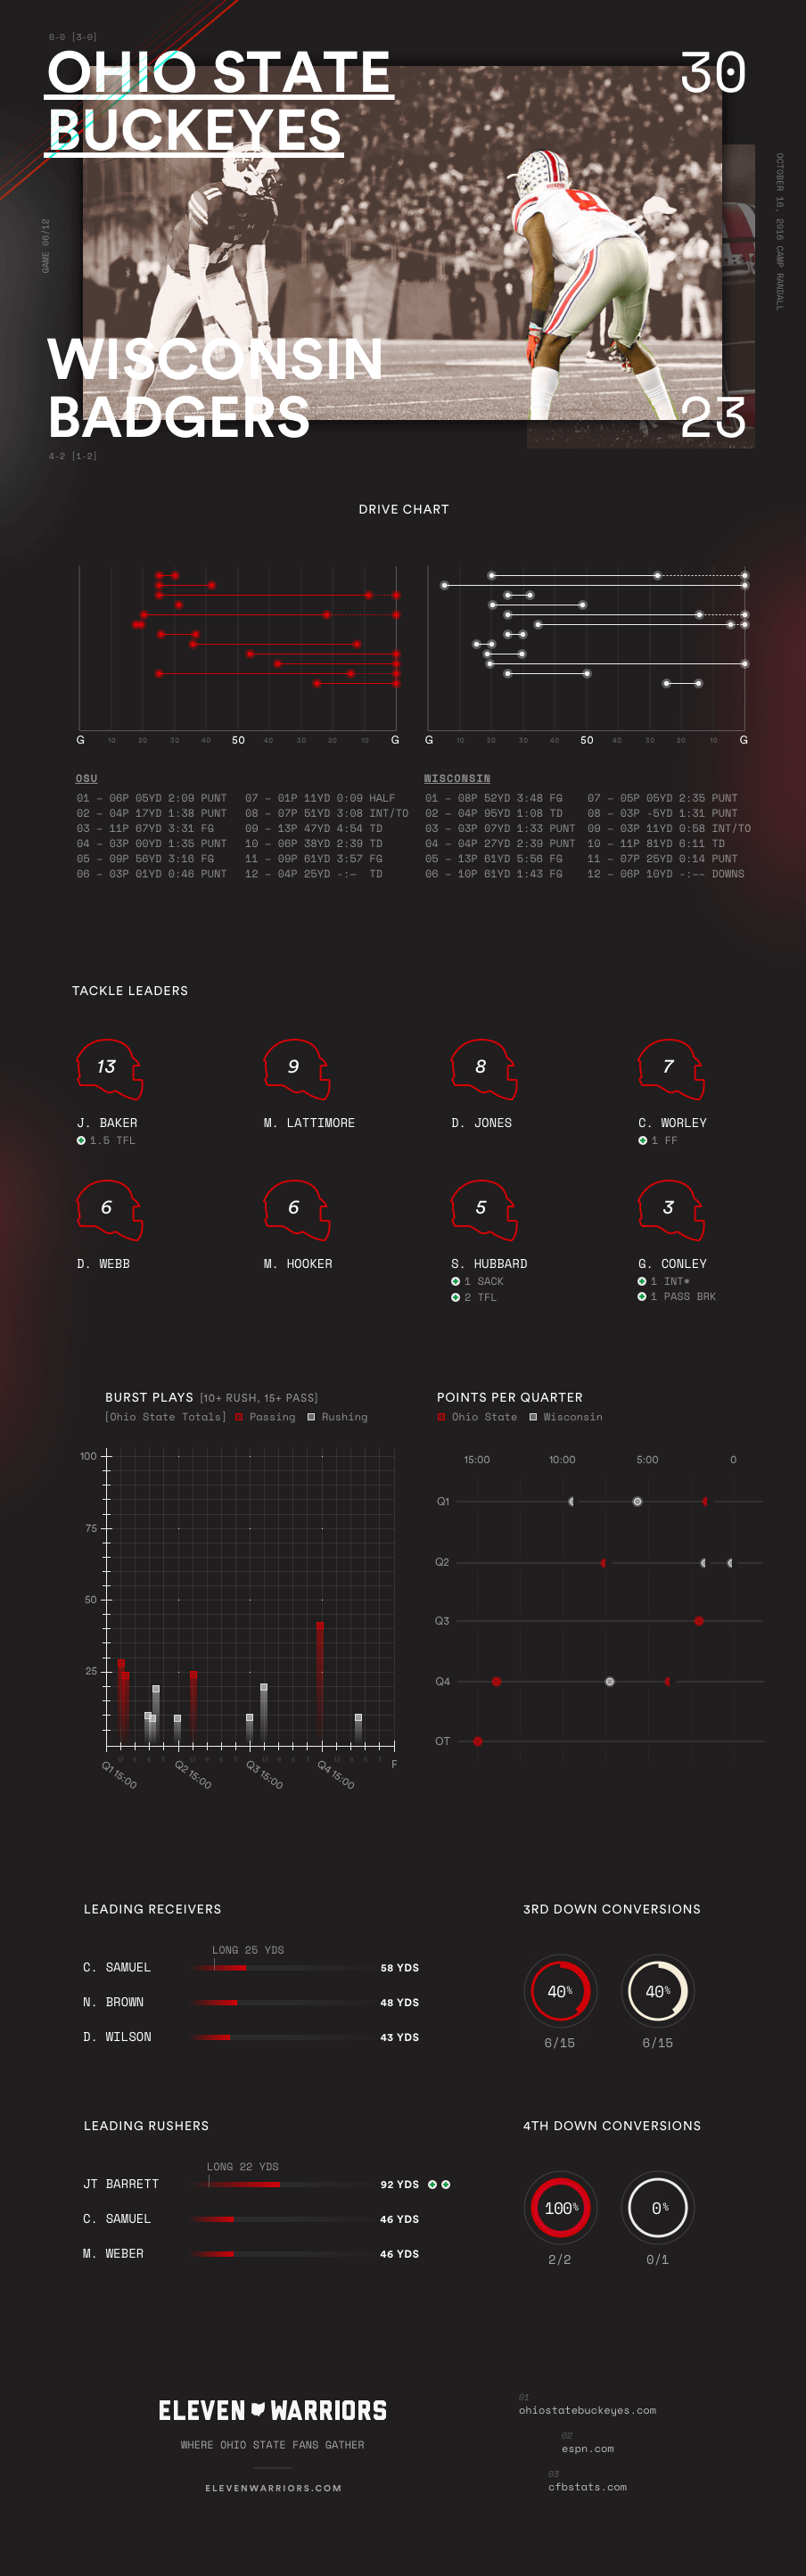 6-0 [3-0]
OHIO STATE
BUCKEYES
30
GAME 06/12
OCTOBER 16, 2016 CAMP RANDALL
WISCONSIN
BADGERS
23
4-2 [1-2]
DRIVE CHART
G 10 20 30 40 50 40 30 20 10 G
G 10 20 30 40 50 40 30 20 10 G
OSU
01 – 06P 05YD 2:09 PUNT
02 – 04P 17YD 1:38 PUNT
03 – 11P 67YD 3:31 FG
04 – 03P 00YD 1:35 PUNT
05 – 09P 56YD 3:16 FG
06 – 03P 01YD 0:46 PUNT
07 – 01P 11YD 0:09 HALF
08 – 07P 51YD 3:08 INT/TO
09 – 13P 47YD 4:54 TD
10 – 06P 38YD 2:39 TD
11 – 09P 61YD 3:57 FG
12 – 04P 25YD -:– TD
WISCONSIN
01 – 08P 52YD 3:48 FG
02 – 04P 95YD 1:08 TD
03 – 03P 07YD 1:33 PUNT
04 – 04P 27YD 2:39 PUNT
05 – 13P 61YD 5:56 FG
06 – 10P 61YD 1:43 FG
07 – 05P 05YD 2:35 PUNT
08 – 03P -5YD 1:31 PUNT
09 – 03P 11YD 0:58 INT/TO
10 – 11P 81YD 6:11 TD
11 – 07P 25YD 0:14 PUNT
12 – 06P 10YD -:–– DOWNS
TACKLE LEADERS
13
J. BAKER
1.5 TFL
9
M. LATTIMORE
8
D. JONES
7
C. WORLEY
1 FF
6
D. WEBB
6
M. HOOKER
5
S. HUBBARD
1 SACK
2 TFL
3
G. CONLEY
1 INT*
1 PASS BRK
BURST PLAYS [10+ RUSH, 15+ PASS]
[Ohio State Totals] Passing Rushing
100
75
50
25
12 9 6 3 12 9 6 3 12 9 6 3 12 9 6 3
Q1 15:00 Q2 15:00 Q3 15:00 Q4 15:00 F
POINTS PER QUARTER
Ohio State Wisconsin
15:00 10:00 5:00 0
Q1
Q2
Q3
Q4
OT
LEADING RECEIVERS
LONG 25 YDS
C. SAMUEL 58 YDS
N. BROWN 48 YDS
D. WILSON 43 YDS
3RD DOWN CONVERSIONS
40% 40%
6/15 6/15
LEADING RUSHERS
LONG 22 YDS
JT BARRETT 92 YDS
C. SAMUEL 46 YDS
M. WEBER 46 YDS
4TH DOWN CONVERSIONS
100% 0%
2/2 0/1
ELEVEN WARRIORS
WHERE OHIO STATE FANS GATHER
ELEVENWARRIORS.COM
01
ohiostatebuckeyes.com
02
espn.com
03
cfbstats.com